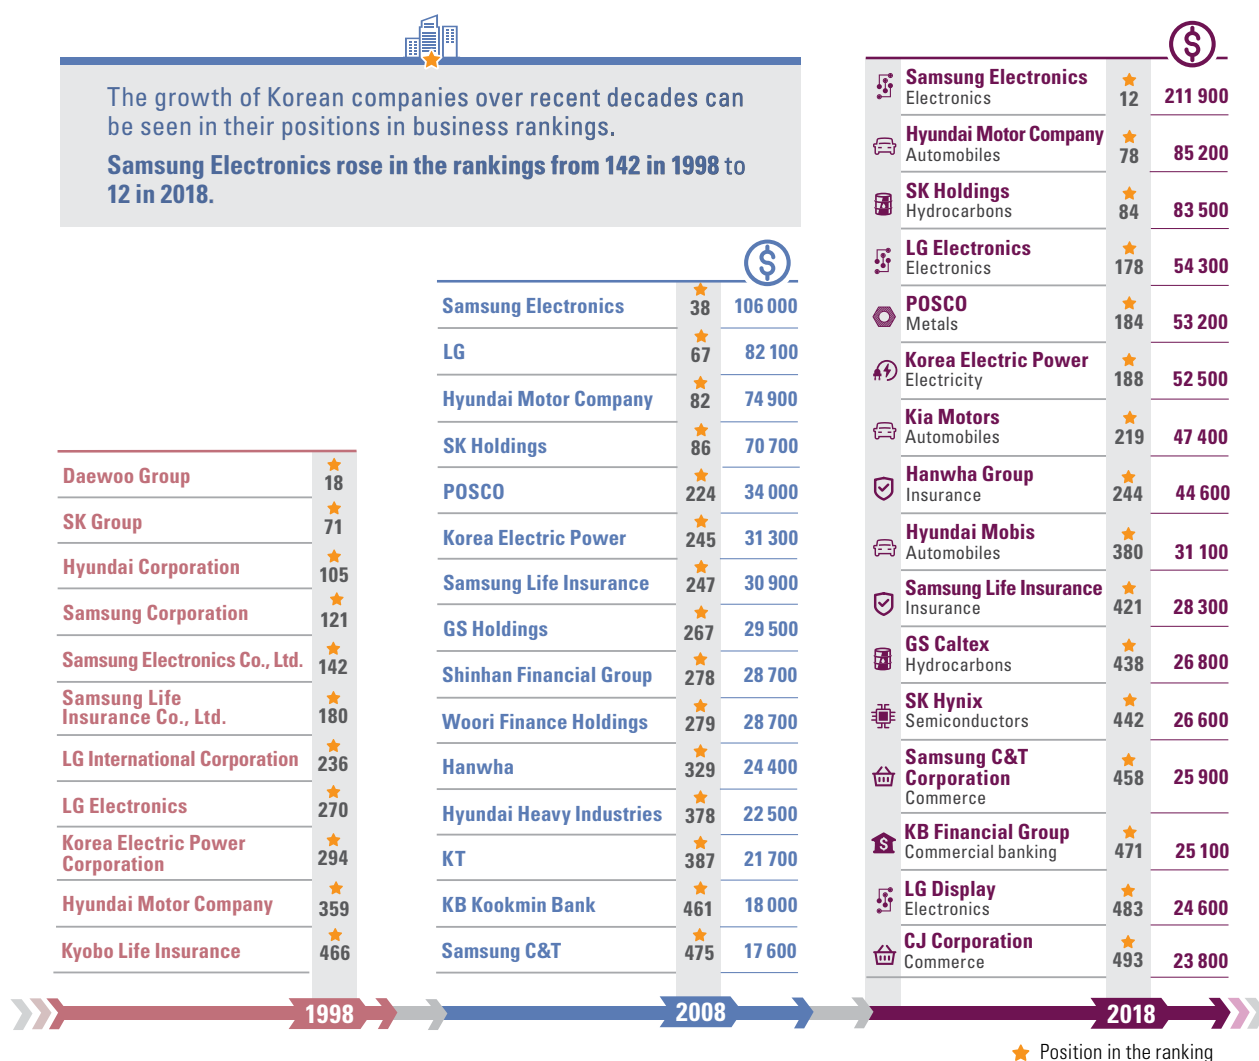 The growth of Korean companies over recent decades can
be seen in their positions in business rankings.
Samsung Electronics rose in the rankings from 142 in 1998 to
12 in 2018.
Daewoo Group 18
SK Group 71
Hyundai Corporation 105
Samsung Corporation 121
Samsung Electronics Co., Ltd. 142
Samsung Life
Insurance Co., Ltd. 180
LG International Corporation 236
LG Electronics 270
Korea Electric Power
Corporation 294
Hyundai Motor Company 359
Kyobo Life Insurance 466
1998
$
Samsung Electronics 38 106 000
LG 67 82 100
Hyundai Motor Company 82 74 900
SK Holdings 86 70 700
POSCO 224 34 000
Korea Electric Power 245 31 300
Samsung Life Insurance 247 30 900
GS Holdings 267 29 500
Shinhan Financial Group 278 28 700
Woori Finance Holdings 279 28 700
Hanwha 329 24 400
Hyundai Heavy Industries 378 22 500
KT 387 21 700
KB Kookmin Bank 461 18 000
Samsung C&T 475 17 600
2008
$
Samsung Electronics
Electronics 12 211 900
Hyundai Motor Company
Automobiles 78 85 200
SK Holdings
Hydrocarbons 84 83 500
LG Electronics
Electronics 178 54 300
POSCO
Metals 184 53 200
Korea Electric Power
Electricity 188 52 500
Kia Motors
Automobiles 219 47 400
Hanwha Group
Insurance 244 44 600
Hyundai Mobis
Automobiles 380 31 100
Samsung Life Insurance
Insurance 421 28 300
GS Caltex
Hydrocarbons 438 26 800
SK Hynix
Semiconductors 442 26 600
Samsung C&T
Corporation 458 25 900
Commerce
KB Financial Group
Commercial banking 471 25 100
LG Display
Electronics 483 24 600
CJ Corporation
Commerce 493 23 800
2018
Position in the ranking